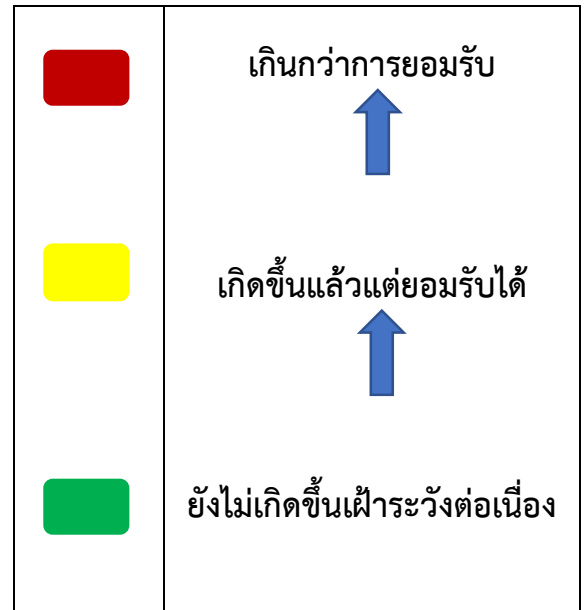 เกินกว่าการยอมรับ
เกิดขึ้นแล้วแต่ยอมรับได้
ยังไม่เกิดขึ้นเฝ้าระวังต่อเนื่อง